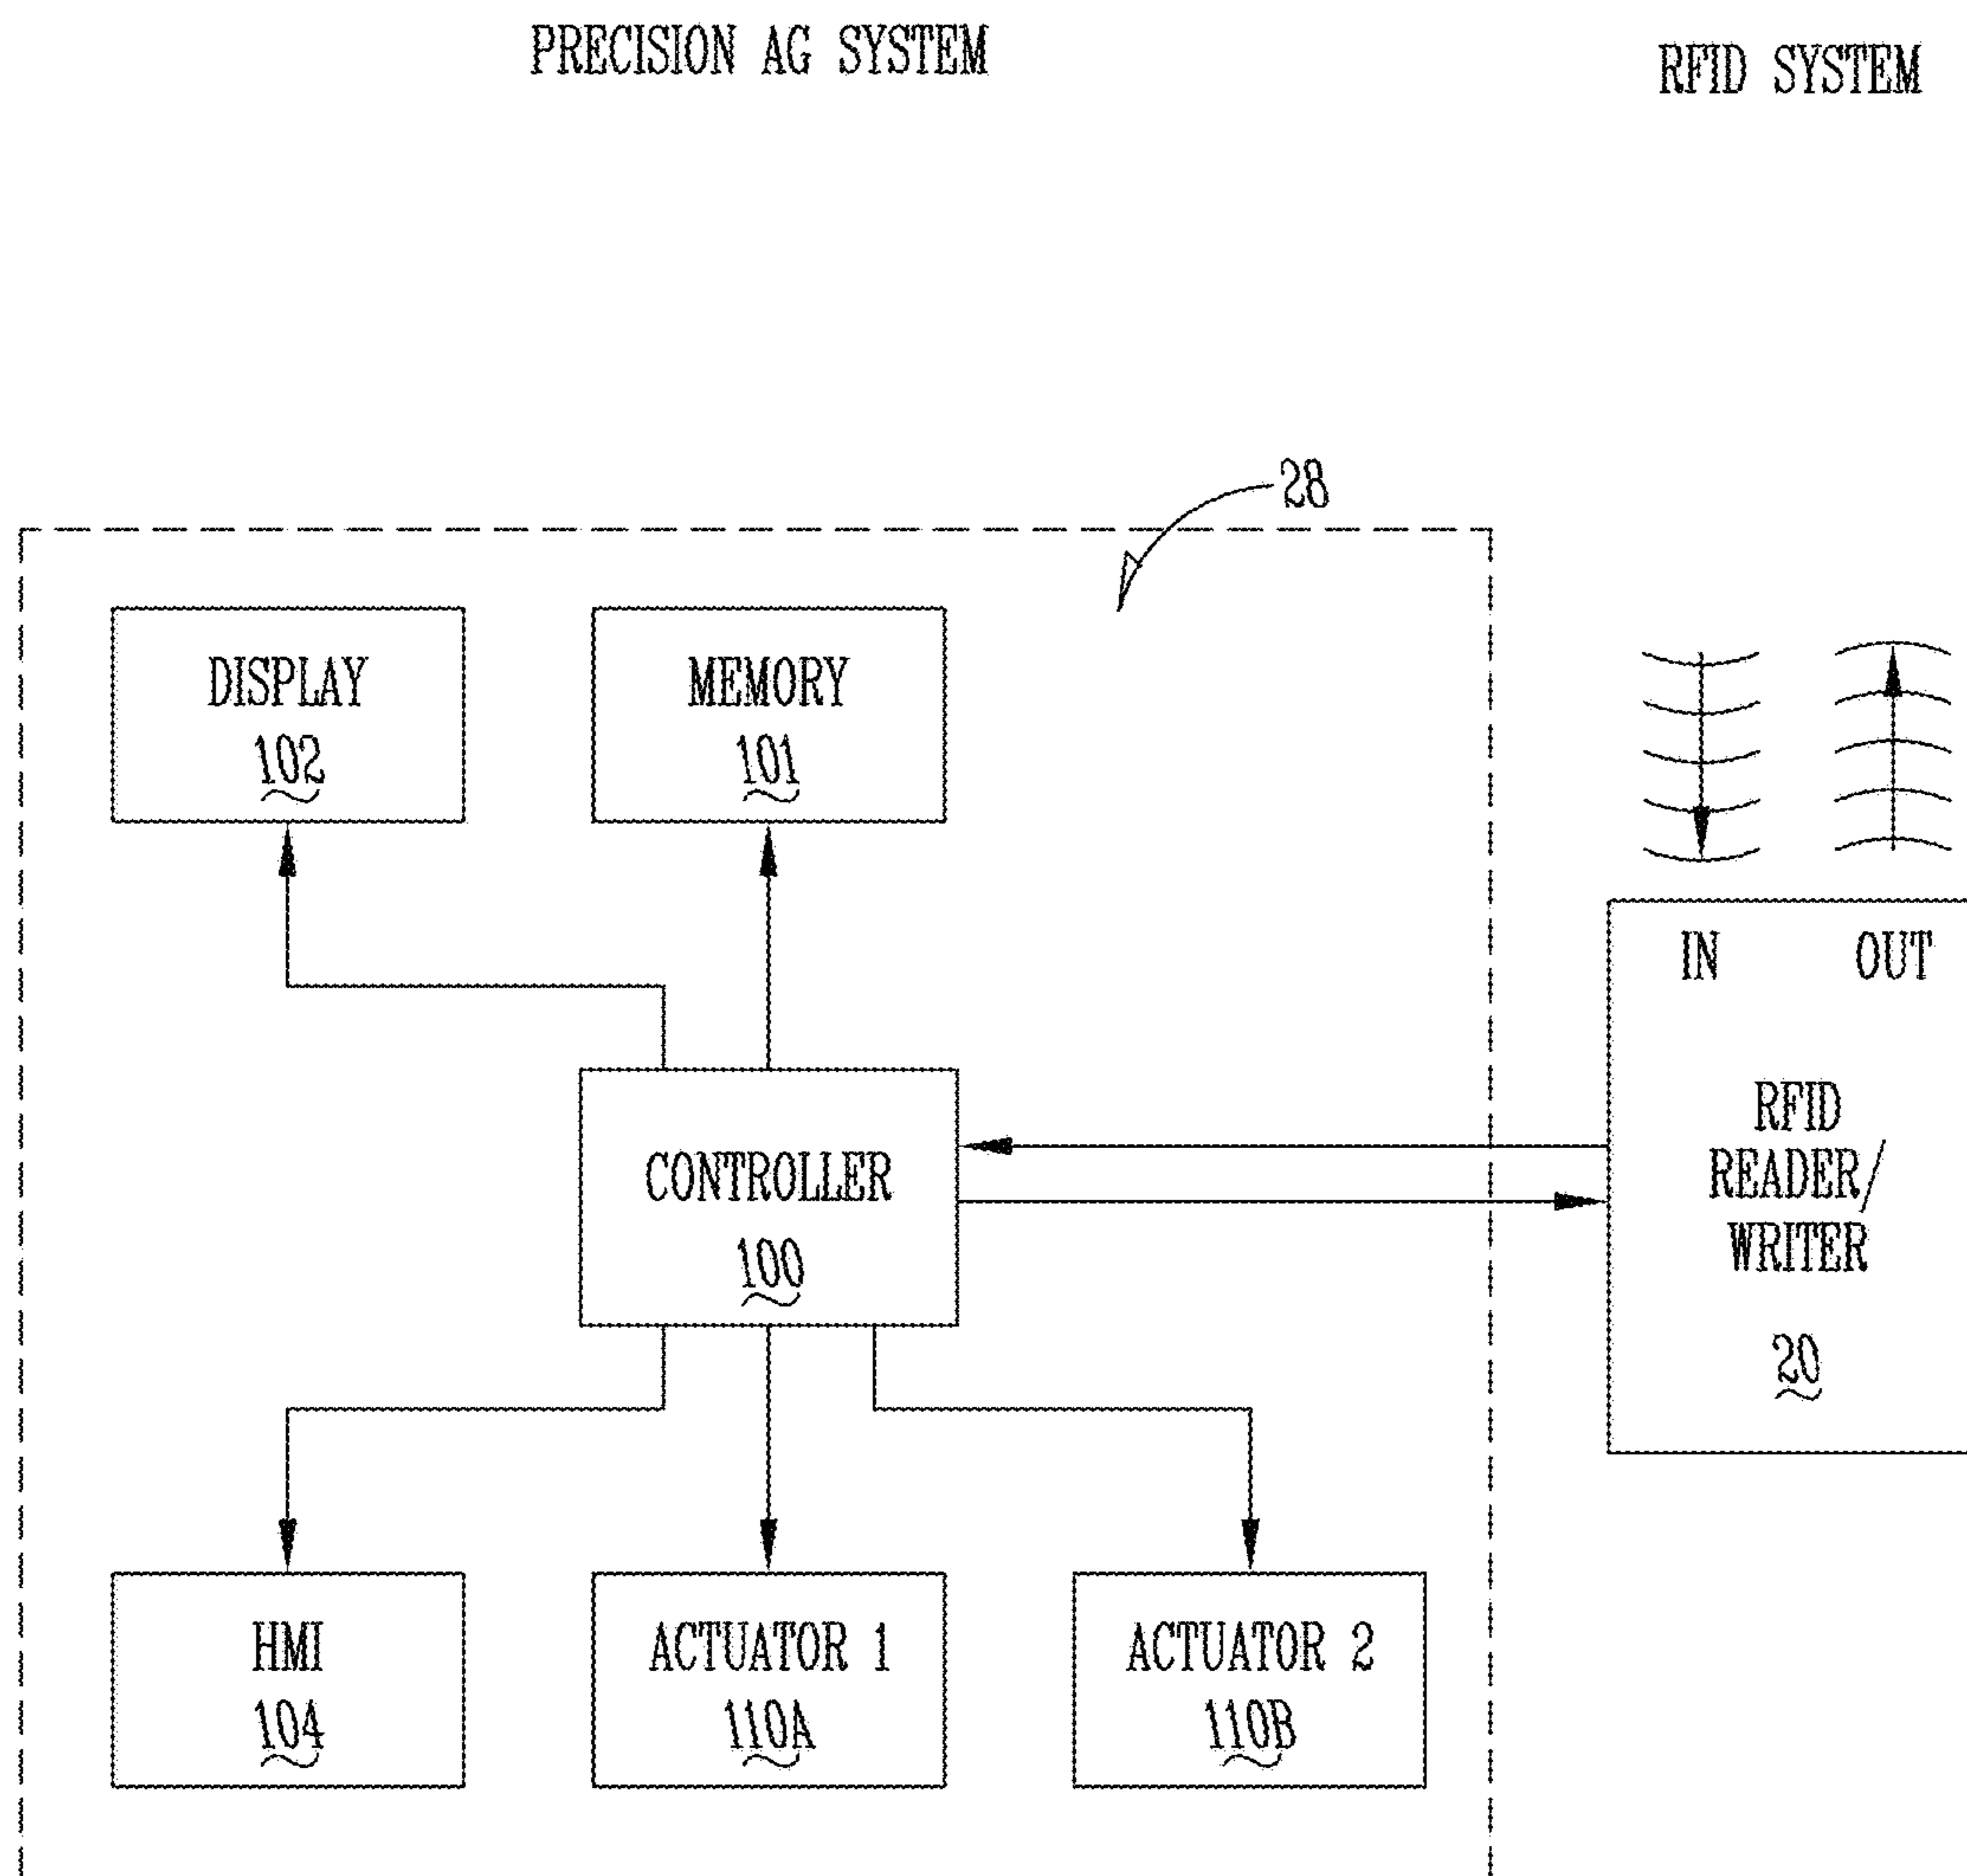 PRECISION AG SYSTEM
RFID SYSTEM
28
DISPLAY
102
MEMORY
101
IN OUT
RFID
READER/
WRITER
20
CONTROLLER
100
HMI
104
ACTUATOR 1
110A
ACTUATOR 2
110B